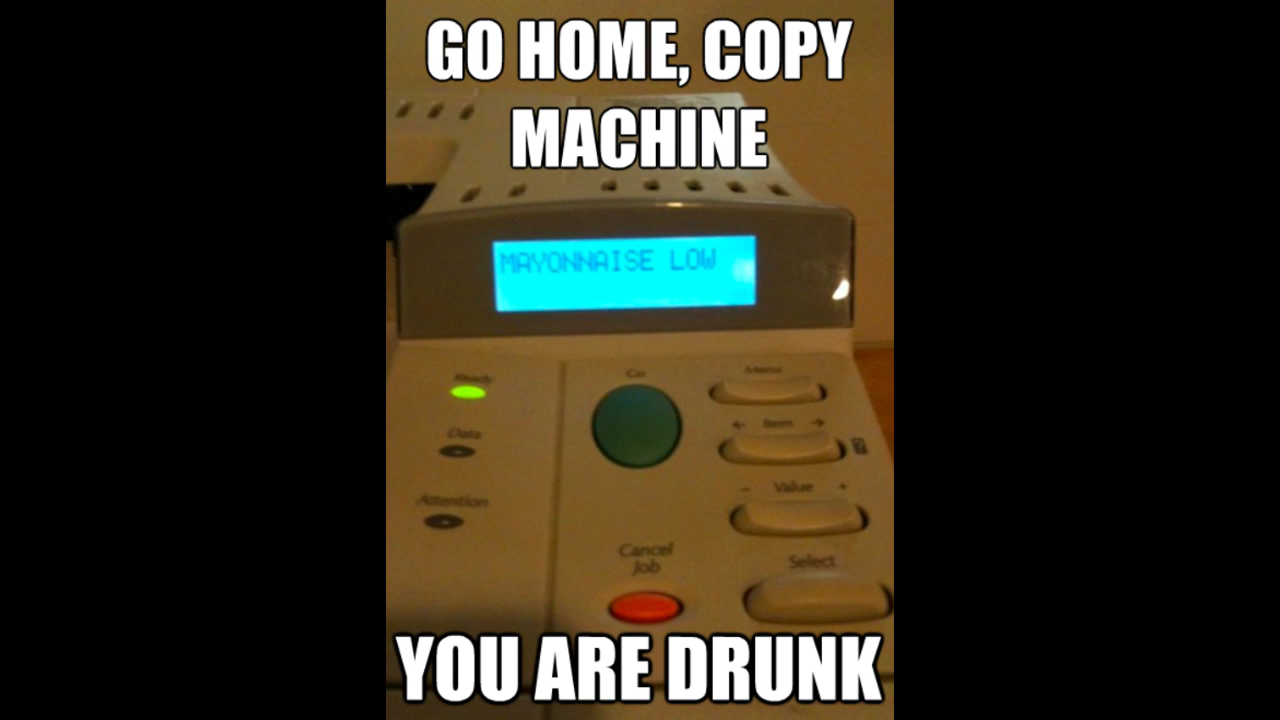 GO HOME, COPY
MACHINE
MAYONNAISE LOW
Ready
Go
Menu
← Item →
Data
− Value +
Attention
Cancel
Job
Select
YOU ARE DRUNK